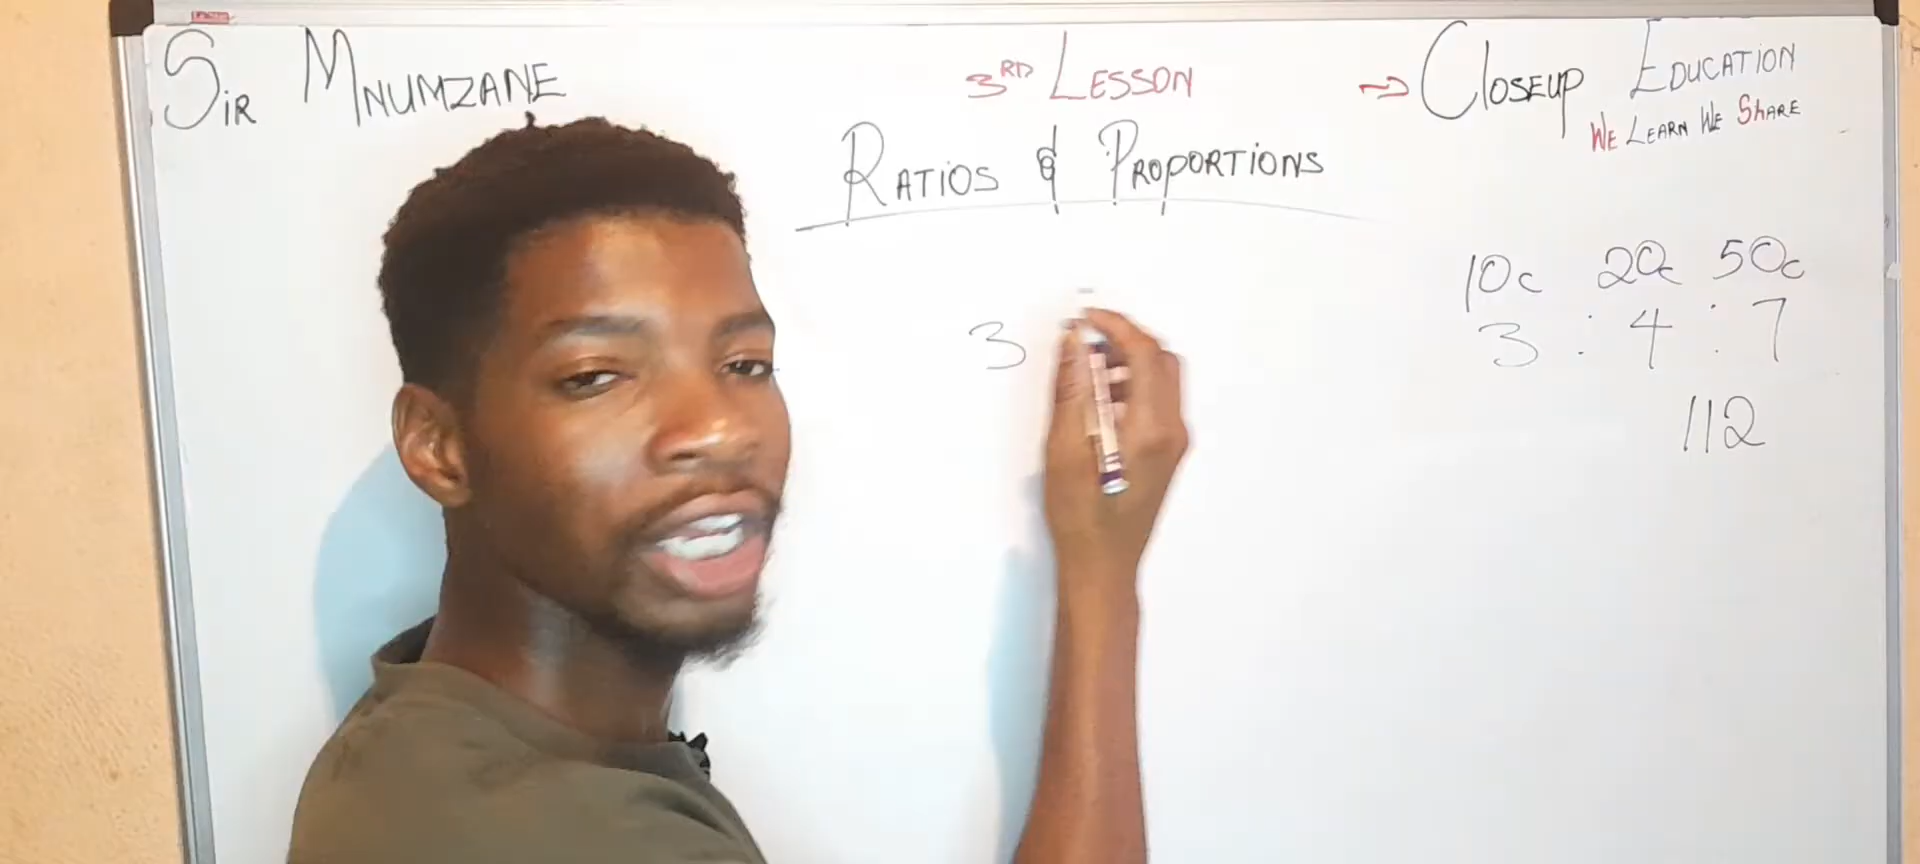 Sir MNUMZANE
3RD LESSON
→ CLOSEUP EDUCATION
WE LEARN WE SHARE
RATIOS & PROPORTIONS
10c 20c 50c
3 : 4 : 7
112
3